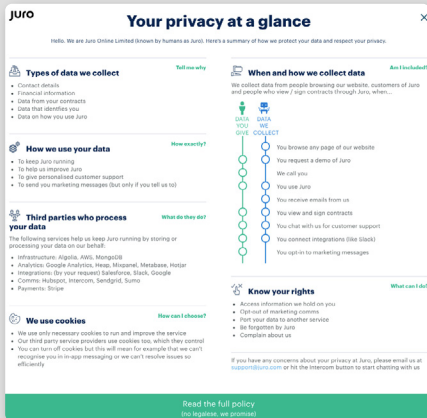 juro
X
Your privacy at a glance
Hello. We are Juro Online Limited (known by humans as Juro). Here's a summary of how we protect your data and respect your privacy.
Types of data we collect
Tell me why
• Contact details
• Financial information
• Data from your contracts
• Data that identifies you
• Data on how you use Juro
How we use your data
How exactly?
• To keep Juro running
• To help us improve Juro
• To give personalised customer support
• To send you marketing messages (but only if you tell us to)
Third parties who process
your data
What do they do?
The following services help us keep Juro running by storing or
processing your data on our behalf:
• Infrastructure: Algolia, AWS, MongoDB
• Analytics: Google Analytics, Heap, Mixpanel, Metabase, Hotjar
• Integrations: (by your request) Salesforce, Slack, Google
• Comms: Hubspot, Intercom, Sendgrid, Sumo
• Payments: Stripe
We use cookies
How can I choose?
• We use only necessary cookies to run and improve the service
• Our third party service providers use cookies too, which they control
• You can turn off cookies but this will mean for example that we can't
recognise you in in-app messaging or we can't resolve issues so
efficiently
When and how we collect data
Am I included?
We collect data from people browsing our website, customers of Juro
and people who view / sign contracts through Juro, when...
DATA
YOU
GIVE
DATA
WE
COLLECT
You browse any page of our website
You request a demo of Juro
We call you
You use Juro
You receive emails from us
You view and sign contracts
You chat with us for customer support
You connect integrations (like Slack)
You opt-in to marketing messages
Know your rights
What can I do?
• Access information we hold on you
• Opt-out of marketing comms
• Port your data to another service
• Be forgotten by Juro
• Complain about us
If you have any concerns about your privacy at Juro, please email us at
support@juro.com or hit the Intercom button to start chatting with us
Read the full policy
(no legalese, we promise)